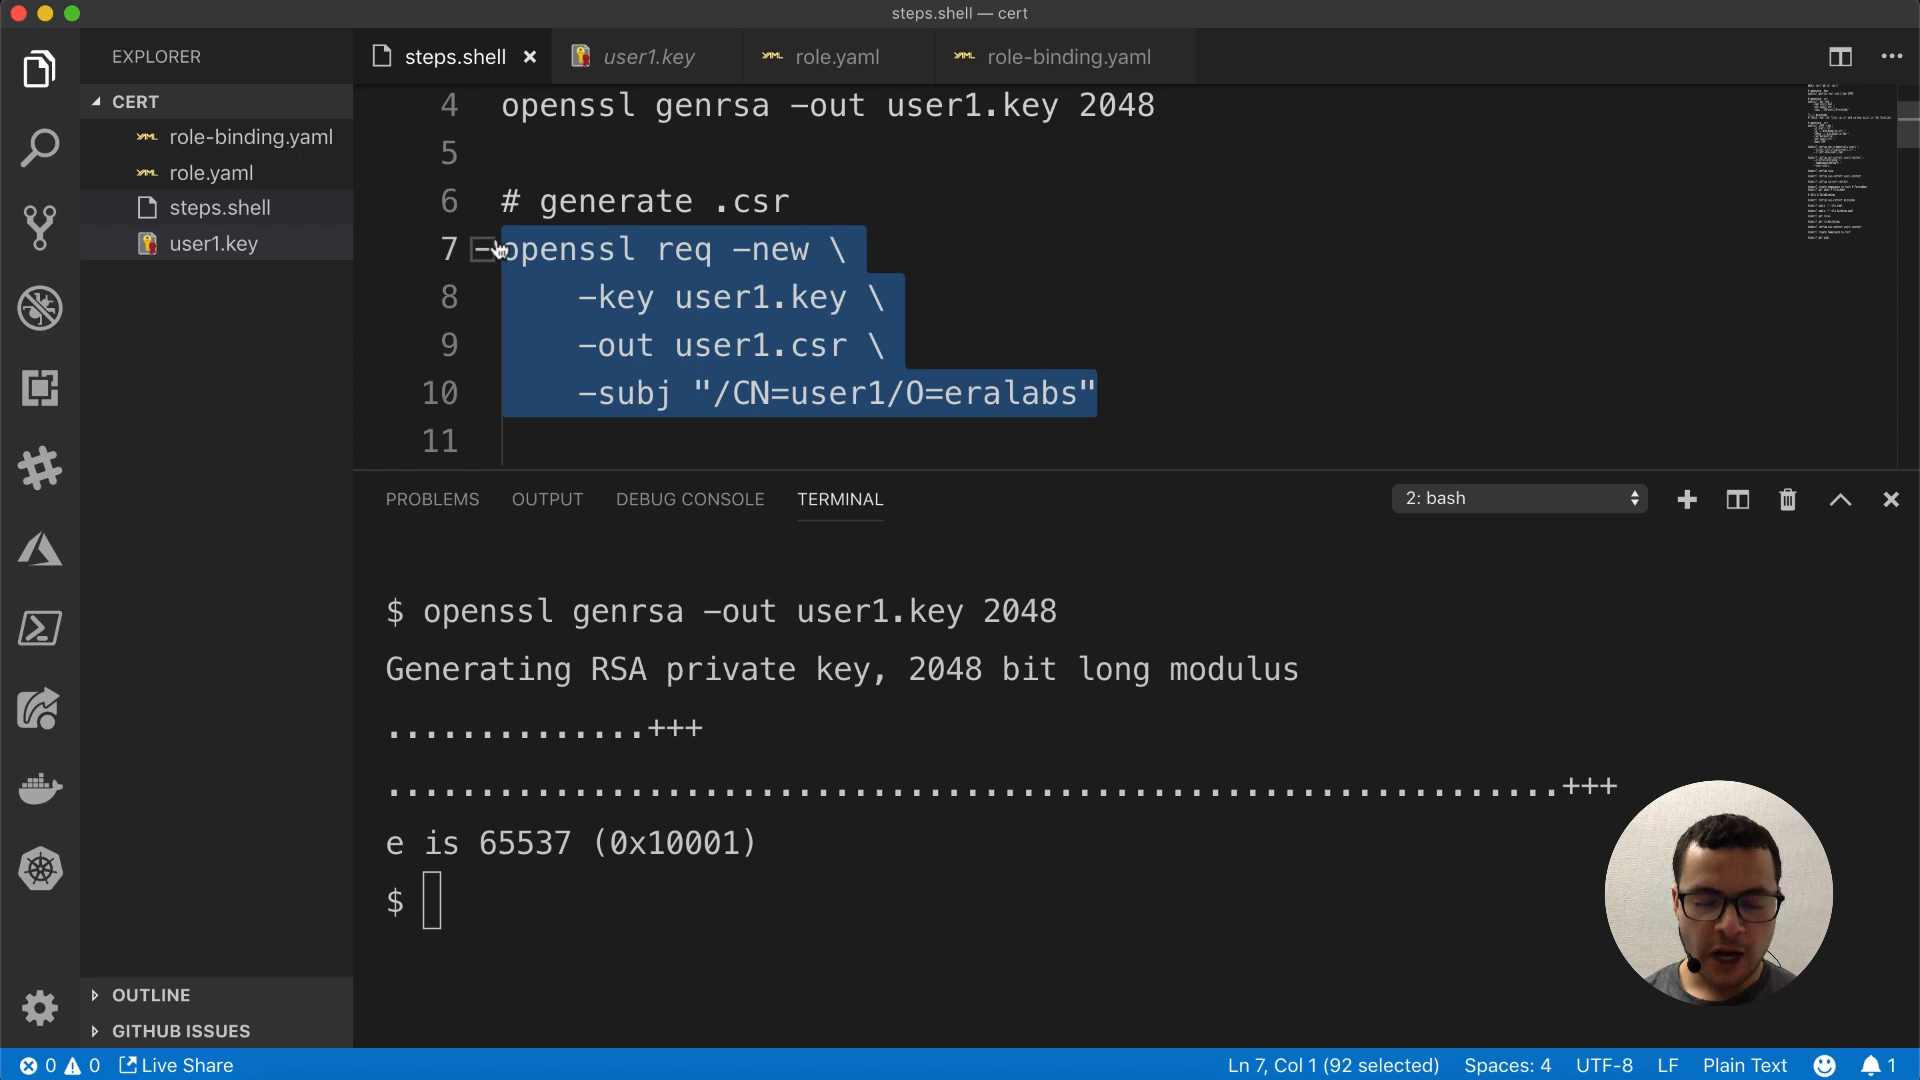 steps.shell — cert
EXPLORER
steps.shell
user1.key
role.yaml
role-binding.yaml
CERT
role-binding.yaml
role.yaml
steps.shell
user1.key
4 openssl genrsa -out user1.key 2048
5
6 # generate .csr
7 openssl req -new \
8 -key user1.key \
9 -out user1.csr \
10 -subj "/CN=user1/O=eralabs"
11
PROBLEMS OUTPUT DEBUG CONSOLE TERMINAL
2: bash
$ openssl genrsa -out user1.key 2048
Generating RSA private key, 2048 bit long modulus
..............+++
...............................................................+++
e is 65537 (0x10001)
$
OUTLINE
GITHUB ISSUES
0 0 Live Share
Ln 7, Col 1 (92 selected) Spaces: 4 UTF-8 LF Plain Text 1